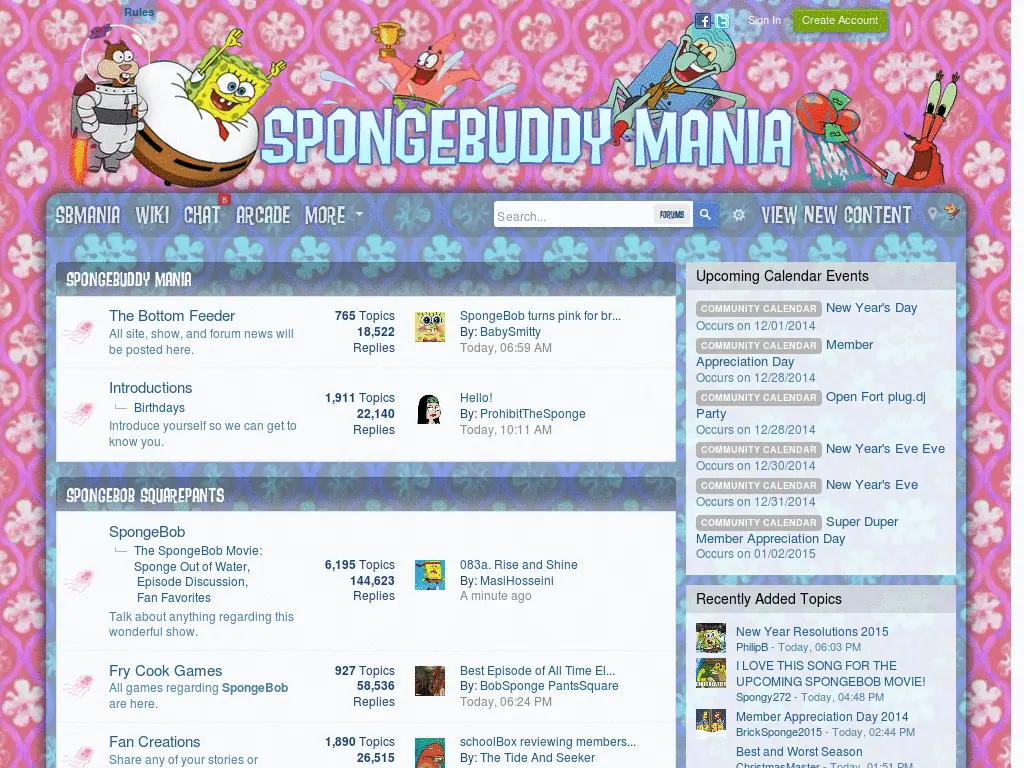 Rules
Sign In
Create Account
SPONGEBUDDY MANIA
SBMANIA WIKI CHAT 8 ARCADE MORE
Search...
FORUMS
VIEW NEW CONTENT
SPONGEBUDDY MANIA
The Bottom Feeder
All site, show, and forum news will
be posted here.
765 Topics
18,522
Replies
SpongeBob turns pink for br...
By: BabySmitty
Today, 06:59 AM
Introductions
Birthdays
Introduce yourself so we can get to
know you.
1,911 Topics
22,140
Replies
Hello!
By: ProhibitTheSponge
Today, 10:11 AM
SPONGEBOB SQUAREPANTS
SpongeBob
The SpongeBob Movie:
Sponge Out of Water,
Episode Discussion,
Fan Favorites
Talk about anything regarding this
wonderful show.
6,195 Topics
144,623
Replies
083a. Rise and Shine
By: MasiHosseini
A minute ago
Fry Cook Games
All games regarding SpongeBob
are here.
927 Topics
58,536
Replies
Best Episode of All Time El...
By: BobSponge PantsSquare
Today, 06:24 PM
Fan Creations
Share any of your stories or
1,890 Topics
26,515
schoolBox reviewing members...
By: The Tide And Seeker
Upcoming Calendar Events
COMMUNITY CALENDAR New Year's Day
Occurs on 12/01/2014
COMMUNITY CALENDAR Member
Appreciation Day
Occurs on 12/28/2014
COMMUNITY CALENDAR Open Fort plug.dj
Party
Occurs on 12/28/2014
COMMUNITY CALENDAR New Year's Eve Eve
Occurs on 12/30/2014
COMMUNITY CALENDAR New Year's Eve
Occurs on 12/31/2014
COMMUNITY CALENDAR Super Duper
Member Appreciation Day
Occurs on 01/02/2015
Recently Added Topics
New Year Resolutions 2015
PhilipB - Today, 06:03 PM
I LOVE THIS SONG FOR THE
UPCOMING SPONGEBOB MOVIE!
Spongy272 - Today, 04:48 PM
Member Appreciation Day 2014
BrickSponge2015 - Today, 02:44 PM
Best and Worst Season
ChristmasMaster - Today, 01:51 PM